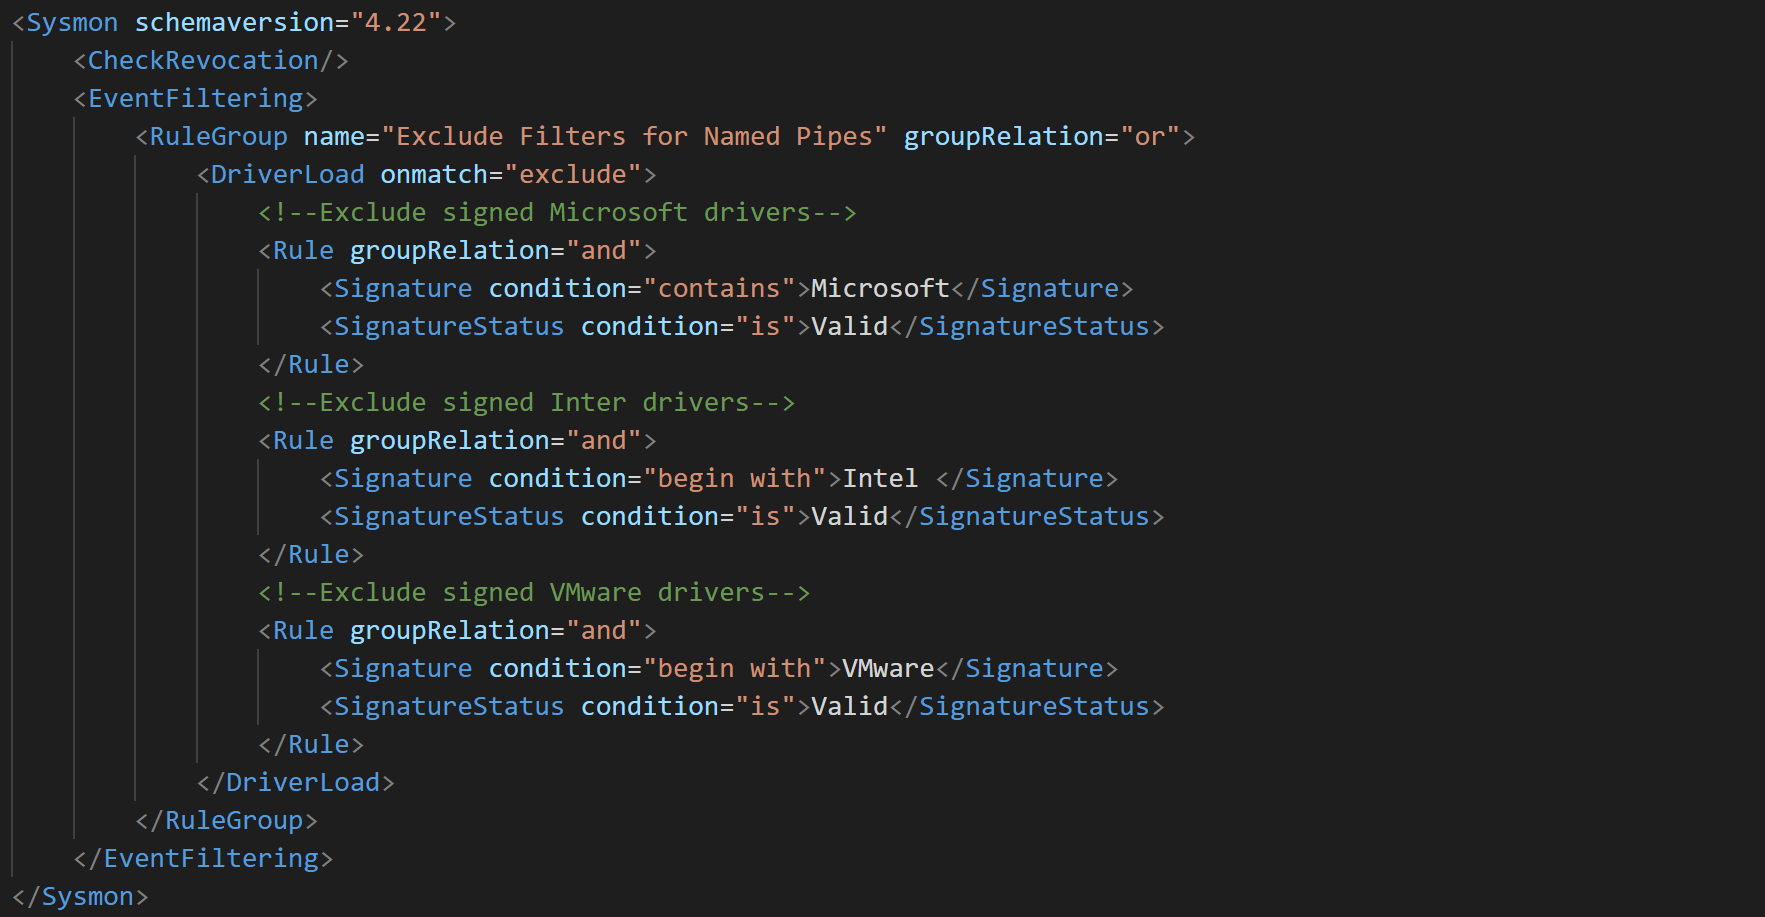 <Sysmon schemaversion="4.22">
<CheckRevocation/>
<EventFiltering>
<RuleGroup name="Exclude Filters for Named Pipes" groupRelation="or">
<DriverLoad onmatch="exclude">
<!--Exclude signed Microsoft drivers-->
<Rule groupRelation="and">
<Signature condition="contains">Microsoft</Signature>
<SignatureStatus condition="is">Valid</SignatureStatus>
</Rule>
<!--Exclude signed Inter drivers-->
<Rule groupRelation="and">
<Signature condition="begin with">Intel </Signature>
<SignatureStatus condition="is">Valid</SignatureStatus>
</Rule>
<!--Exclude signed VMware drivers-->
<Rule groupRelation="and">
<Signature condition="begin with">VMware</Signature>
<SignatureStatus condition="is">Valid</SignatureStatus>
</Rule>
</DriverLoad>
</RuleGroup>
</EventFiltering>
</Sysmon>